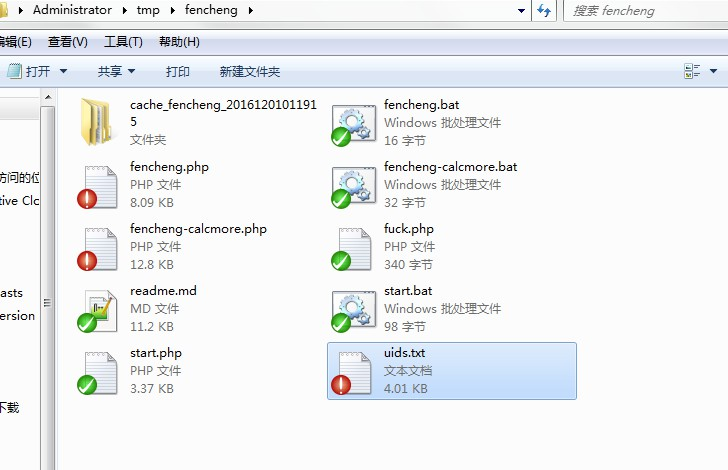 Administrator tmp fencheng
搜索 fencheng
编辑(E) 查看(V) 工具(T) 帮助(H)
打开 共享 打印 新建文件夹
cache_fencheng_2016120101191
5
文件夹
fencheng.bat
Windows 批处理文件
16 字节
fencheng.php
PHP 文件
8.09 KB
fencheng-calcmore.bat
Windows 批处理文件
32 字节
fencheng-calcmore.php
PHP 文件
12.8 KB
fuck.php
PHP 文件
340 字节
readme.md
MD 文件
11.2 KB
start.bat
Windows 批处理文件
98 字节
start.php
PHP 文件
3.37 KB
uids.txt
文本文档
4.01 KB
访问的位
tive Clo
asts
ersion
下载